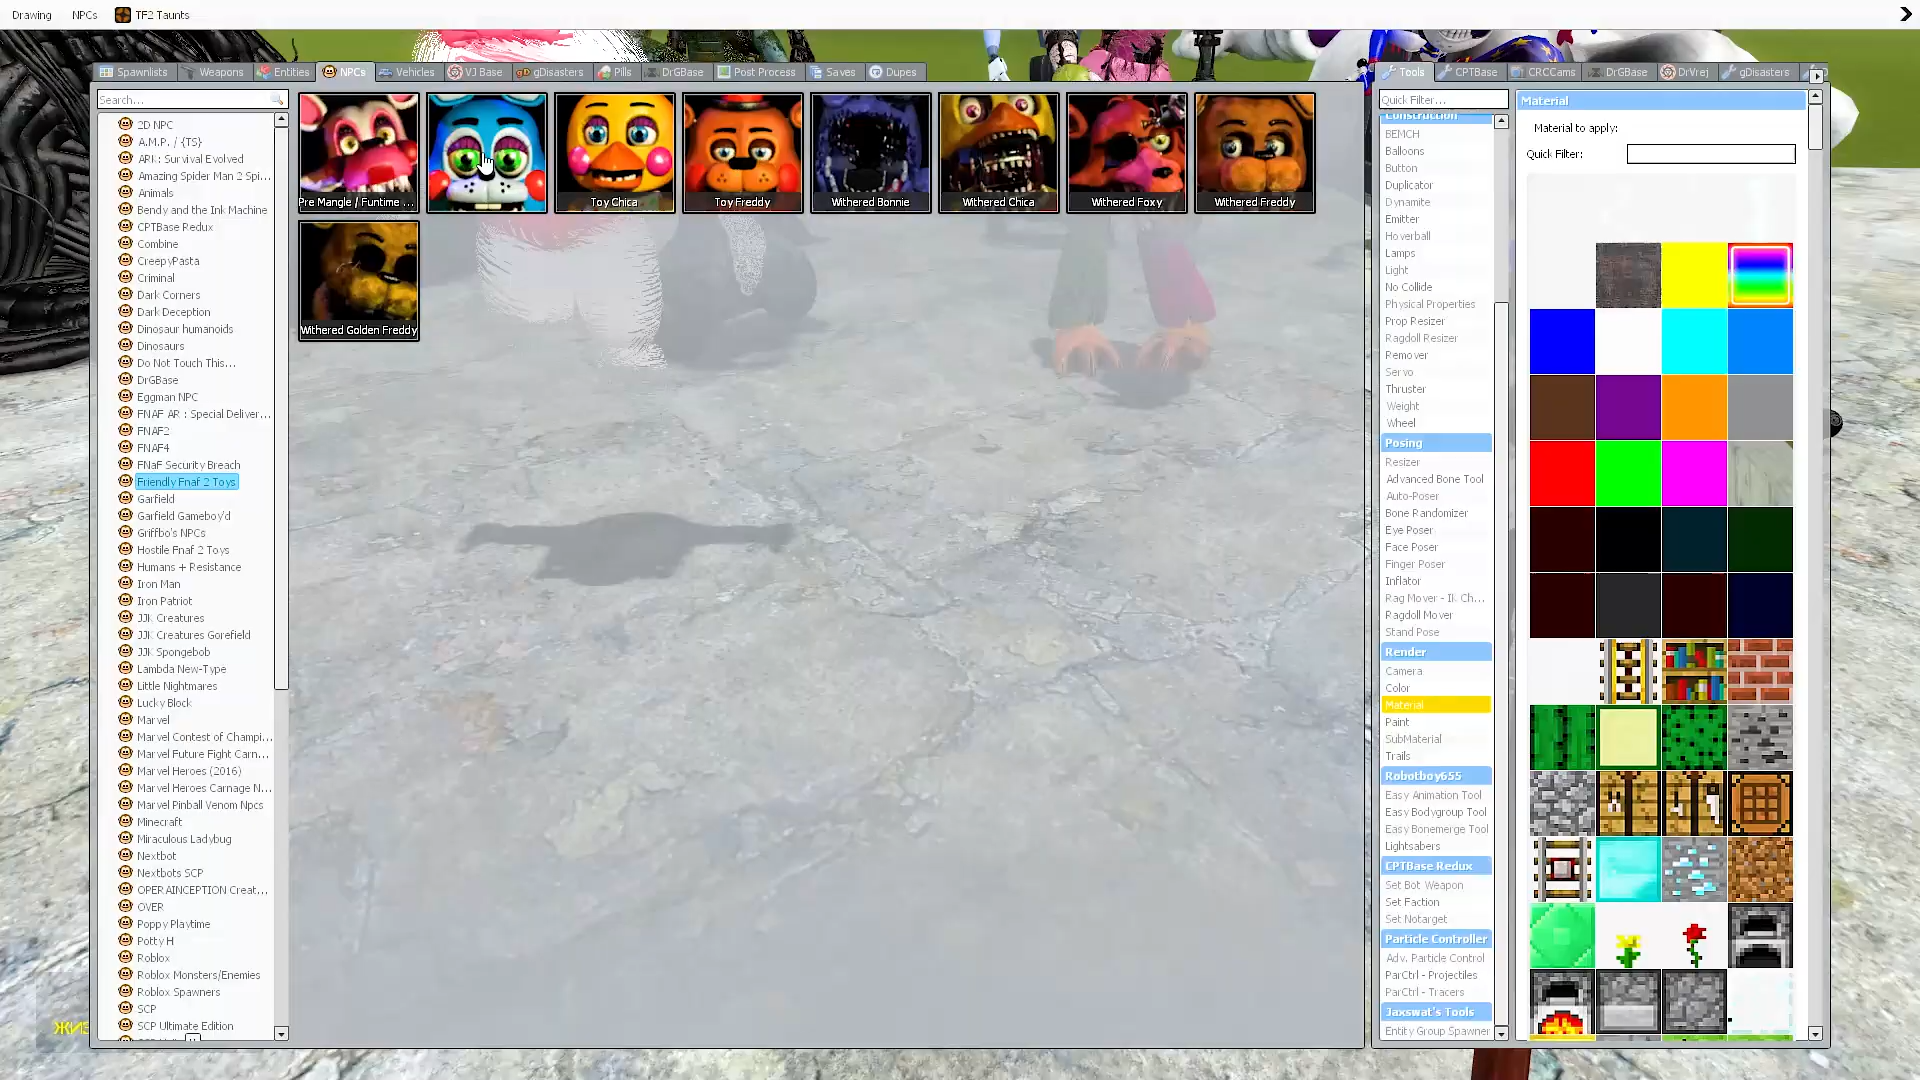 Drawing NPCs TF2 Taunts
Spawnlists Weapons Entities NPCs Vehicles VJ Base gDisasters Pills DrGBase Post Process Saves Dupes
Search...
2D NPC
A.M.P. / {TS}
ARK: Survival Evolved
Amazing Spider Man 2 Spi...
Animals
Bendy and the Ink Machine
CPTBase Redux
Combine
CreepyPasta
Criminal
Dark Corners
Dark Deception
Dinosaur humanoids
Dinosaurs
Do Not Touch This...
DrGBase
Eggman NPC
FNAF AR : Special Deliver...
FNAF2
FNAF4
FNaF Security Breach
Friendly Fnaf 2 Toys
Garfield
Garfield Gameboy'd
Griffbo's NPCs
Hostile Fnaf 2 Toys
Humans + Resistance
Iron Man
Iron Patriot
JJK Creatures
JJK Creatures Gorefield
JJK Spongebob
Lambda New-Type
Little Nightmares
Lucky Block
Marvel
Marvel Contest of Champi...
Marvel Future Fight Carn...
Marvel Heroes (2016)
Marvel Heroes Carnage N...
Marvel Pinball Venom Npcs
Minecraft
Miraculous Ladybug
Nextbot
Nextbots SCP
OPERAINCEPTION Creat...
OVER
Poppy Playtime
Potty H
Roblox
Roblox Monsters/Enemies
Roblox Spawners
SCP
SCP Ultimate Edition
Pre Mangle / Funtime ...
Toy Chica
Toy Freddy
Withered Bonnie
Withered Chica
Withered Foxy
Withered Freddy
Withered Golden Freddy
Tools CPTBase CRCCams DrGBase DrVrej gDisasters
Quick Filter...
Construction
BENCH
Balloons
Button
Duplicator
Dynamite
Emitter
Hoverball
Lamps
Light
No Collide
Physical Properties
Prop Resizer
Ragdoll Resizer
Remover
Servo
Thruster
Weight
Wheel
Posing
Resizer
Advanced Bone Tool
Auto-Poser
Bone Randomizer
Eye Poser
Face Poser
Finger Poser
Inflator
Rag Mover - IK Ch...
Ragdoll Mover
Stand Pose
Render
Camera
Color
Material
Paint
SubMaterial
Trails
Robotboy655
Easy Animation Tool
Easy Bodygroup Tool
Easy Bonemerge Tool
Lightsabers
CPTBase Redux
Set Bot Weapon
Set Faction
Set Notarget
Particle Controller
Adv. Particle Control
ParCtrl - Projectiles
ParCtrl - Tracers
Jaxswat's Tools
Entity Group Spawner
Material
Material to apply:
Quick Filter: